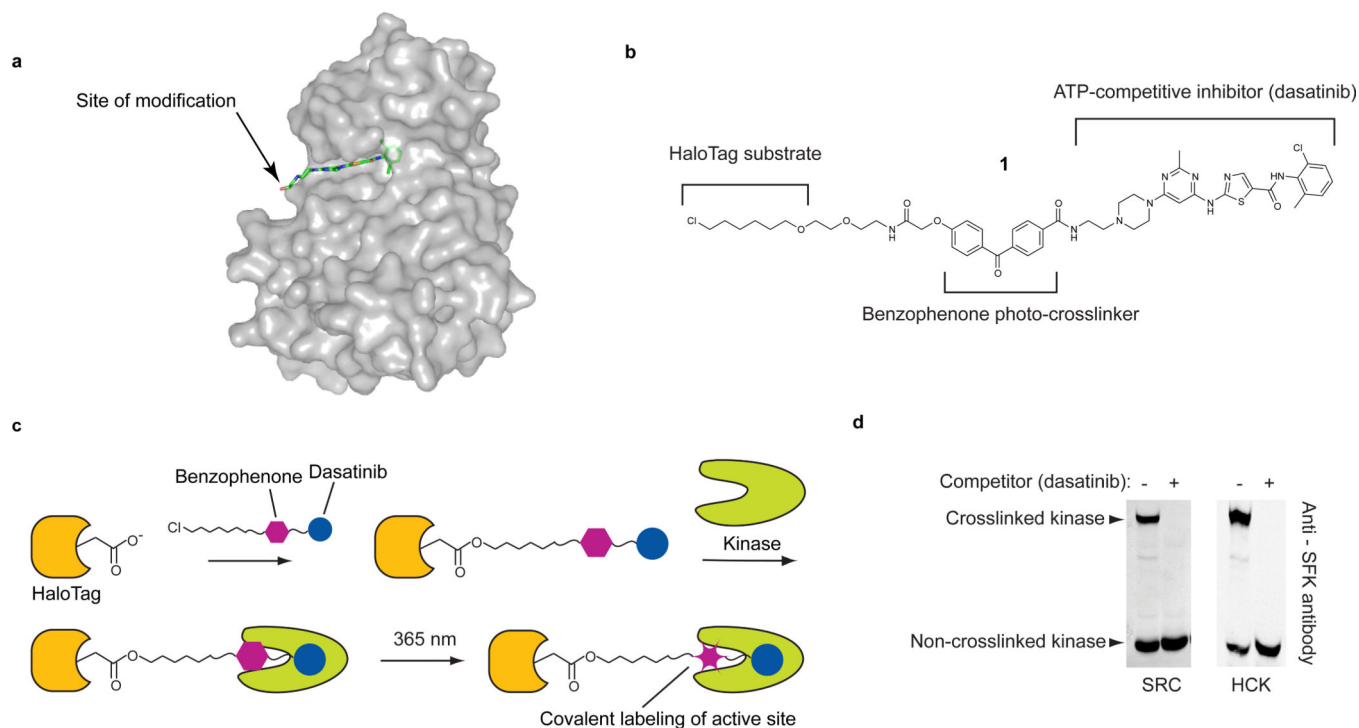 a
Site of modification
b
ATP-competitive inhibitor (dasatinib)
HaloTag substrate
1
Cl
O
O
N
H
O
O
O
O
N
H
N
N
N
N
N
H
N
S
O
NH
Cl
Benzophenone photo-crosslinker
c
Benzophenone
Dasatinib
Cl
O-
O
HaloTag
O
O
Kinase
O
O
365 nm
O
O
Covalent labeling of active site
d
Competitor (dasatinib): - + - +
Crosslinked kinase
Non-crosslinked kinase
SRC HCK
Anti - SFK antibody